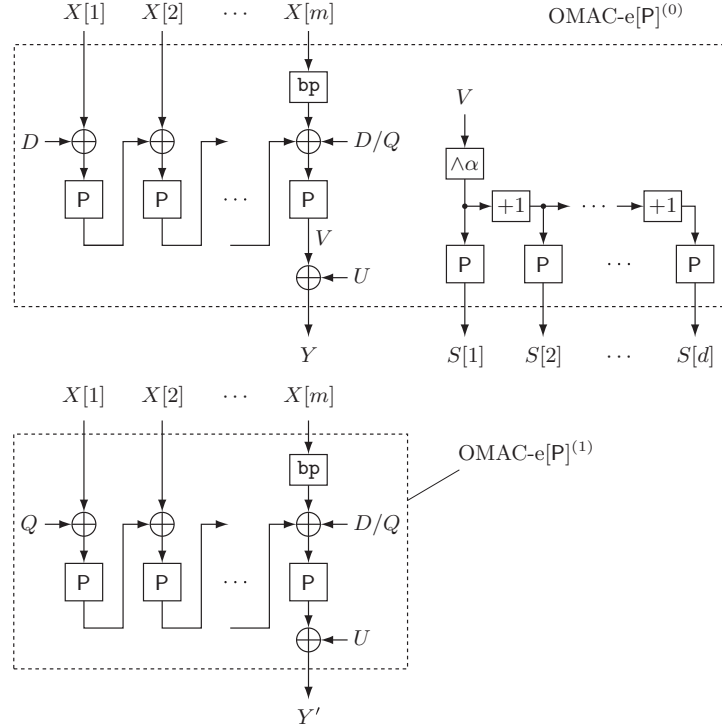 X[1] X[2] ··· X[m] OMAC-e[P]^(0)
bp
V
D D/Q
∧α
P P ··· P
+1 ··· +1
V
P P ··· P
U
Y S[1] S[2] ··· S[d]
X[1] X[2] ··· X[m]
OMAC-e[P]^(1)
bp
Q D/Q
P P ··· P
U
Y′